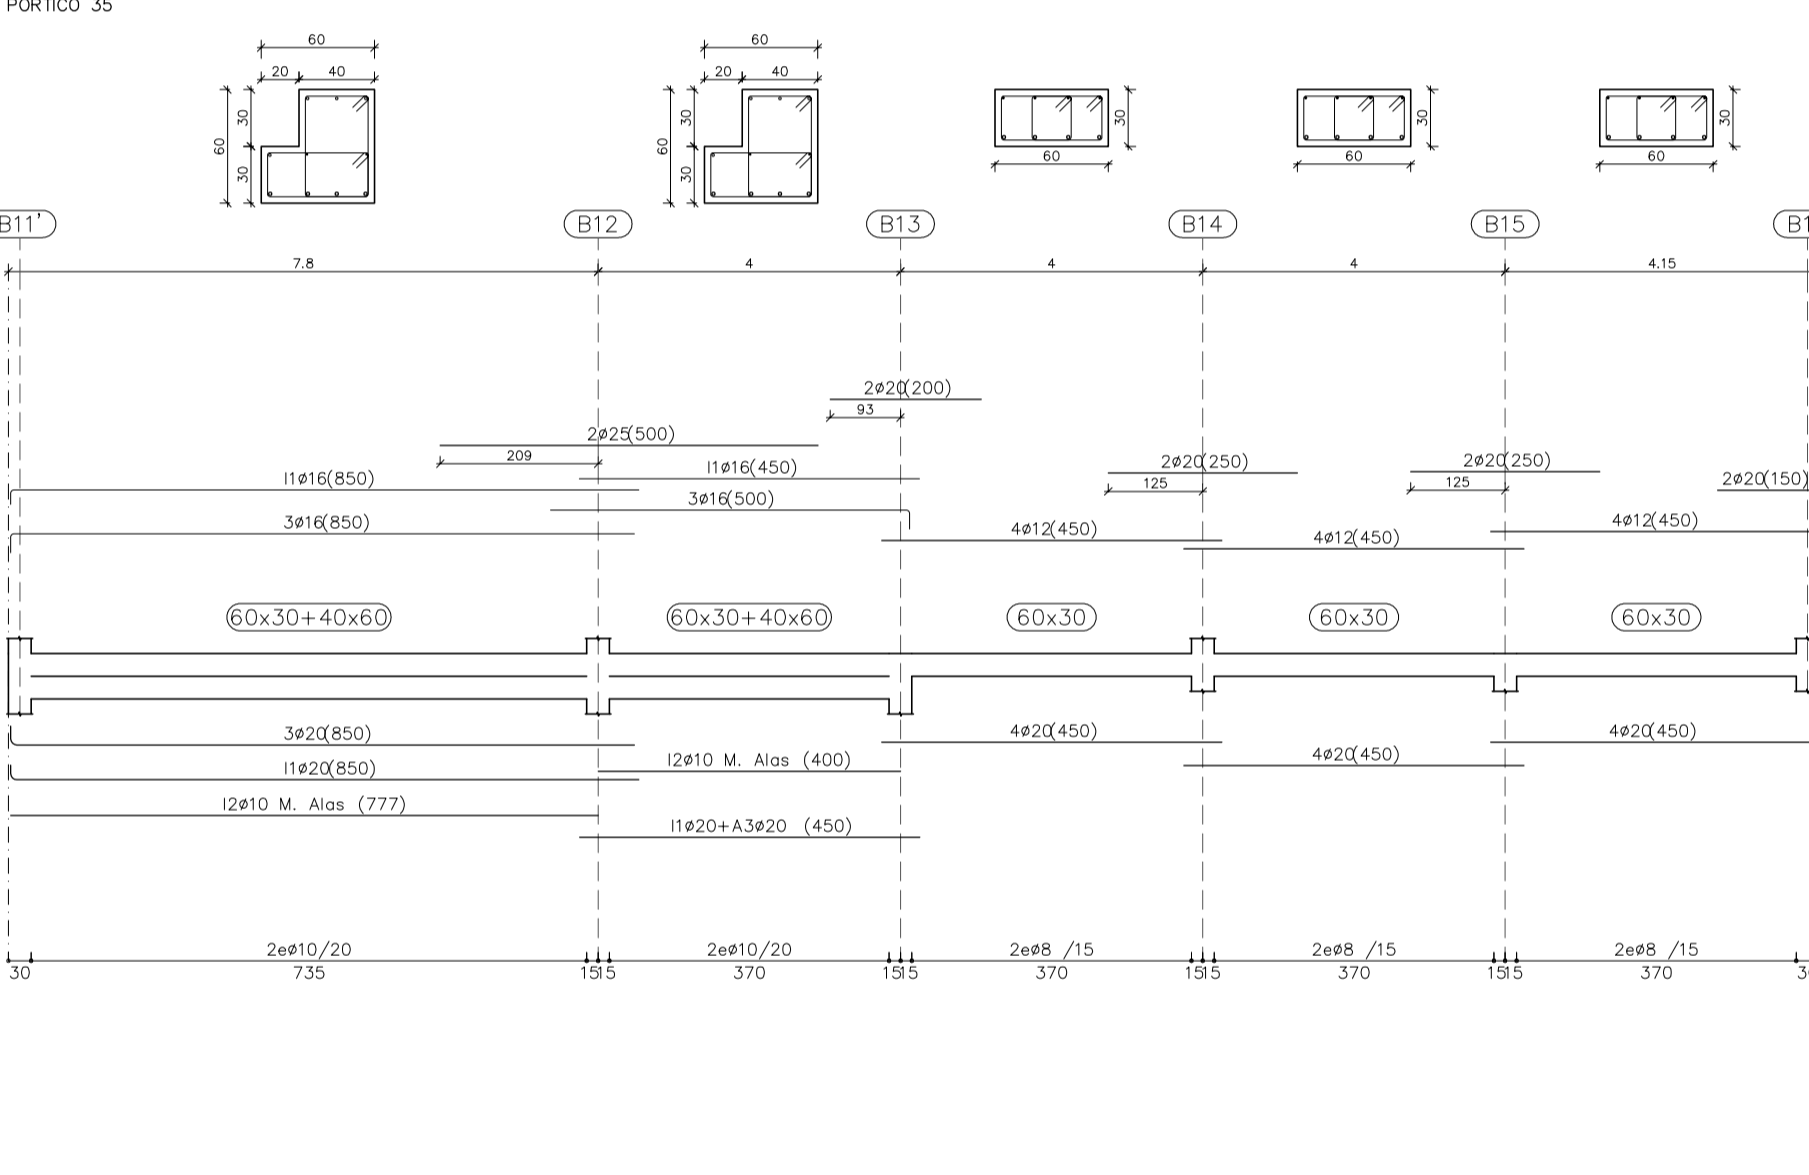 PORTICO 35
60 60
20 40 20 40
60 30 30 60 30 30 30 30 30
60 60 60
B11' B12 B13 B14 B15
7.8 4 4 4 4.15
2ø20(200)
93
2ø25(500)
209
I1ø16(450)
2ø20(250) 2ø20(250)
I1ø16(850)
125 125
2ø20(150)
3ø16(500)
3ø16(850)
4ø12(450) 4ø12(450) 4ø12(450)
60x30+40x60 60x30+40x60 60x30 60x30 60x30
3ø20(850) 4ø20(450) 4ø20(450)
4ø20(450)
I2ø10 M. Alas (400)
I1ø20(850)
I2ø10 M. Alas (777)
I1ø20+A3ø20 (450)
2eø10/20 2eø10/20 2eø8 /15 2eø8 /15 2eø8 /15
30 735 1515 370 1515 370 1515 370 1515 370